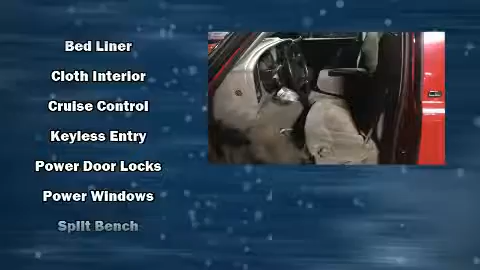 Bed Liner
Cloth Interior
Cruise Control
Keyless Entry
Power Door Locks
Power Windows
Split Bench